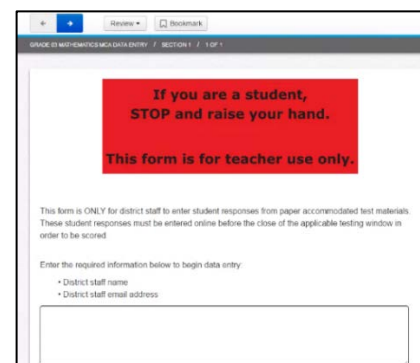 Review
Bookmark
GRADE 03 MATHEMATICS MCA DATA ENTRY / SECTION 1 / 1 OF 1
If you are a student,
STOP and raise your hand.
This form is for teacher use only.
This form is ONLY for district staff to enter student responses from paper accommodated test materials.
These student responses must be entered online before the close of the applicable testing window in
order to be scored
Enter the required information below to begin data entry:
• District staff name
• District staff email address